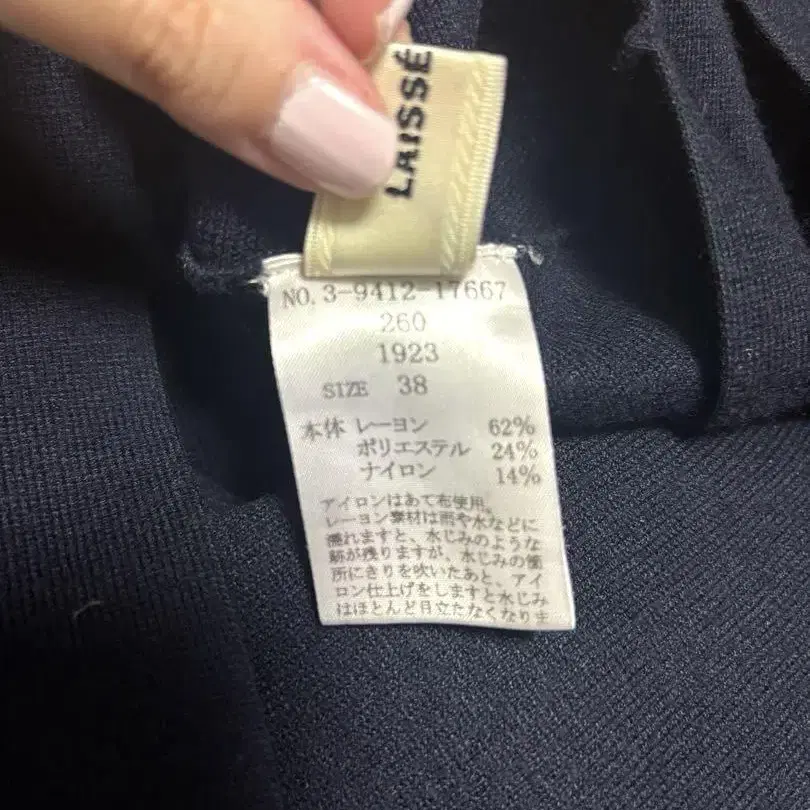 LAISSÉ
NO. 3-9412-17667
260
1923
SIZE 38
本体 レーヨン 62%
ポリエステル 24%
ナイロン 14%
アイロンはあて布使用。
レーヨン素材は雨や水などに
濡れますと、水じみのような
跡が残りますが、水じみの箇
所にきりを吹いたあと、アイ
ロン仕上げをしますと水じみ
はほとんど目立たなくなりま